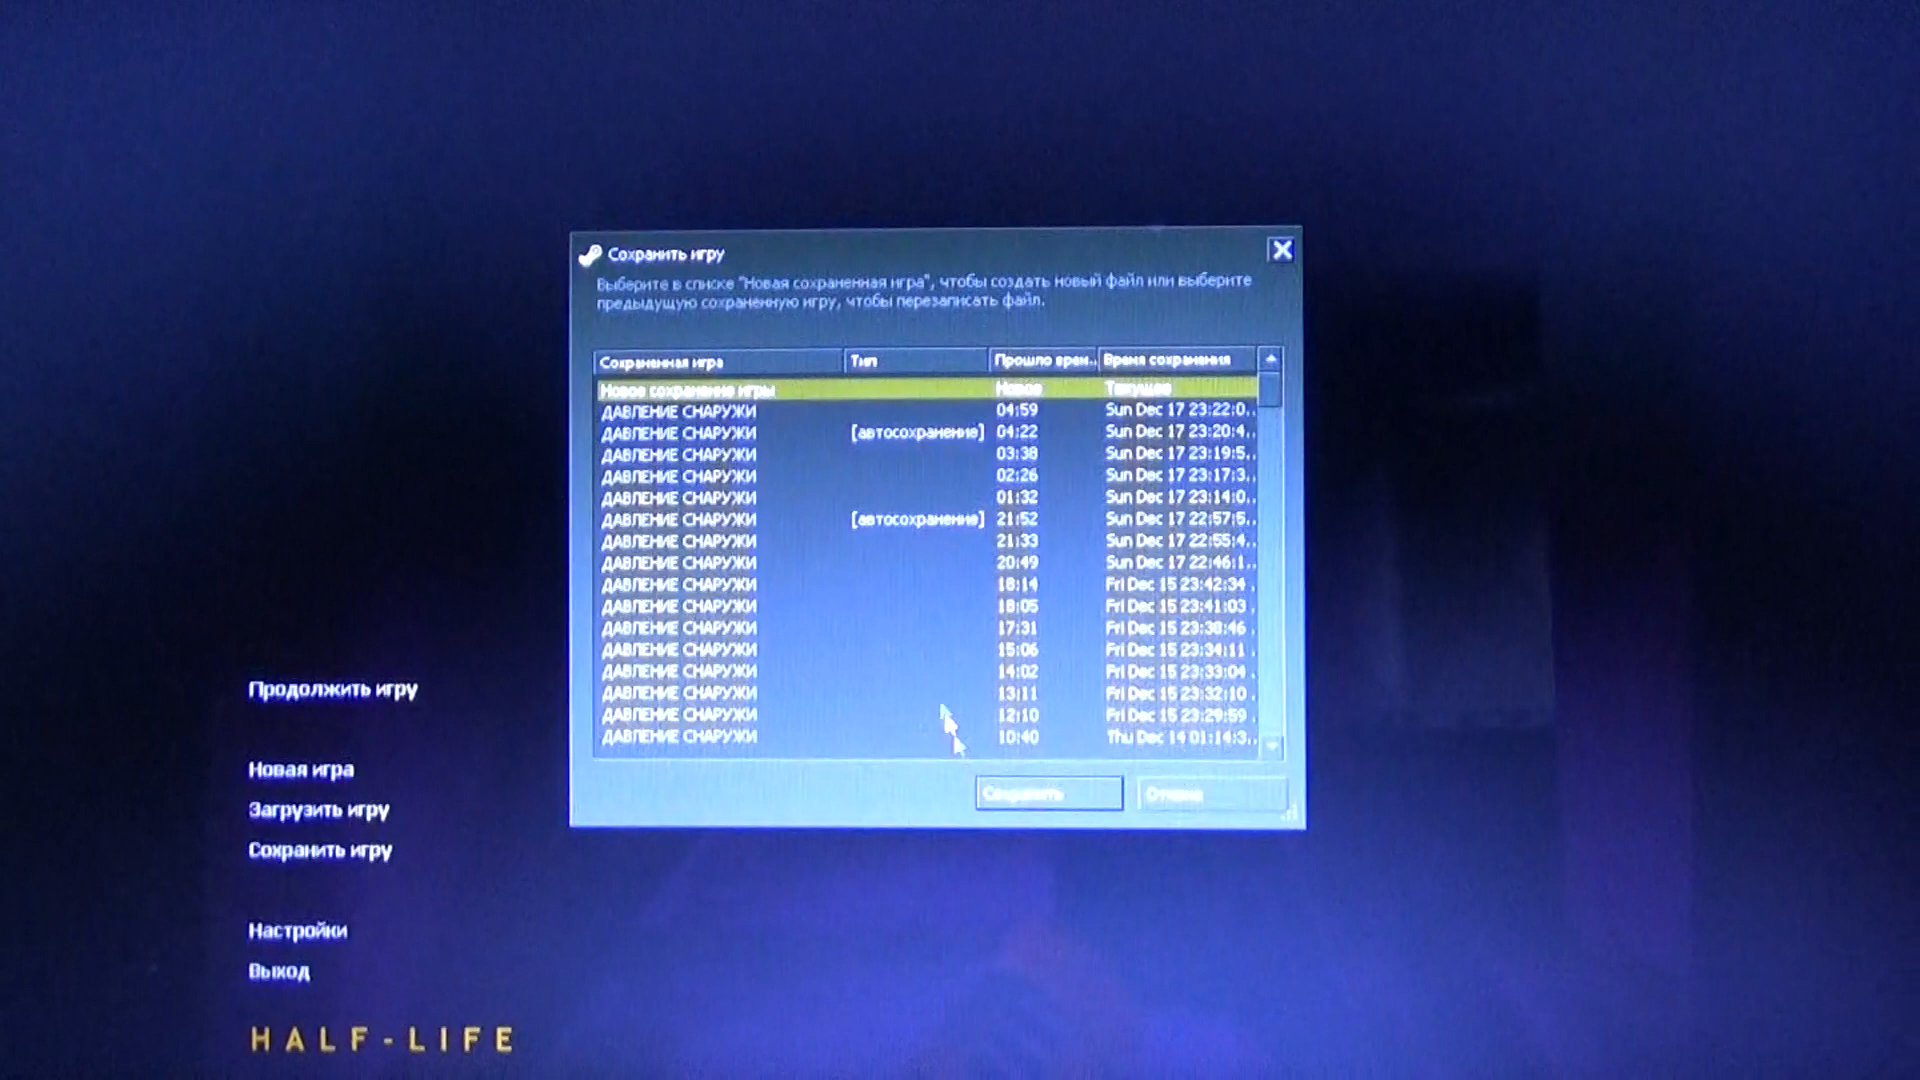 Сохранить игру
Выберите в списке "Новая сохраненная игра", чтобы создать новый файл или выберите
предыдущую сохраненную игру, чтобы перезаписать файл.
Сохраненная игра Тип Прошло врем... Время сохранения
Новое сохранение игры Новое Текущее
ДАВЛЕНИЕ СНАРУЖИ 04:59 Sun Dec 17 23:22:0...
ДАВЛЕНИЕ СНАРУЖИ [автосохранение] 04:22 Sun Dec 17 23:20:4...
ДАВЛЕНИЕ СНАРУЖИ 03:38 Sun Dec 17 23:19:5...
ДАВЛЕНИЕ СНАРУЖИ 02:26 Sun Dec 17 23:17:3...
ДАВЛЕНИЕ СНАРУЖИ 01:32 Sun Dec 17 23:14:0...
ДАВЛЕНИЕ СНАРУЖИ [автосохранение] 21:52 Sun Dec 17 22:57:5...
ДАВЛЕНИЕ СНАРУЖИ 21:33 Sun Dec 17 22:55:4...
ДАВЛЕНИЕ СНАРУЖИ 20:49 Sun Dec 17 22:46:1...
ДАВЛЕНИЕ СНАРУЖИ 18:14 Fri Dec 15 23:42:34 .
ДАВЛЕНИЕ СНАРУЖИ 18:05 Fri Dec 15 23:41:03 .
ДАВЛЕНИЕ СНАРУЖИ 17:31 Fri Dec 15 23:38:46 .
ДАВЛЕНИЕ СНАРУЖИ 15:06 Fri Dec 15 23:34:11 .
ДАВЛЕНИЕ СНАРУЖИ 14:02 Fri Dec 15 23:33:04 .
ДАВЛЕНИЕ СНАРУЖИ 13:11 Fri Dec 15 23:32:10 .
ДАВЛЕНИЕ СНАРУЖИ 12:10 Fri Dec 15 23:29:59 .
ДАВЛЕНИЕ СНАРУЖИ 10:40 Thu Dec 14 01:14:3...
Сохранить Отмена
Продолжить игру
Новая игра
Загрузить игру
Сохранить игру
Настройки
Выход
HALF-LIFE